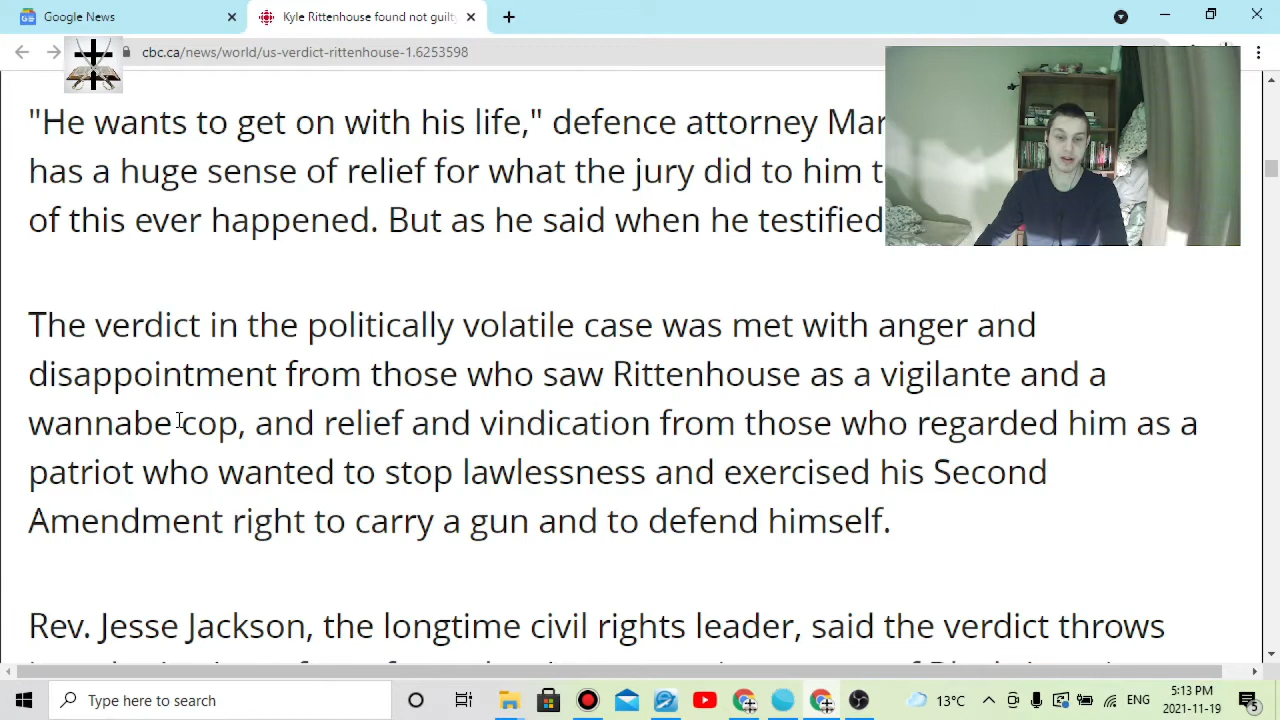 Google News
Kyle Rittenhouse found not guilt
cbc.ca/news/world/us-verdict-rittenhouse-1.6253598
"He wants to get on with his life," defence attorney Mar
has a huge sense of relief for what the jury did to him t
of this ever happened. But as he said when he testified
The verdict in the politically volatile case was met with anger and
disappointment from those who saw Rittenhouse as a vigilante and a
wannabe cop, and relief and vindication from those who regarded him as a
patriot who wanted to stop lawlessness and exercised his Second
Amendment right to carry a gun and to defend himself.
Rev. Jesse Jackson, the longtime civil rights leader, said the verdict throws
Type here to search
13°C
ENG
5:13 PM
2021-11-19
5